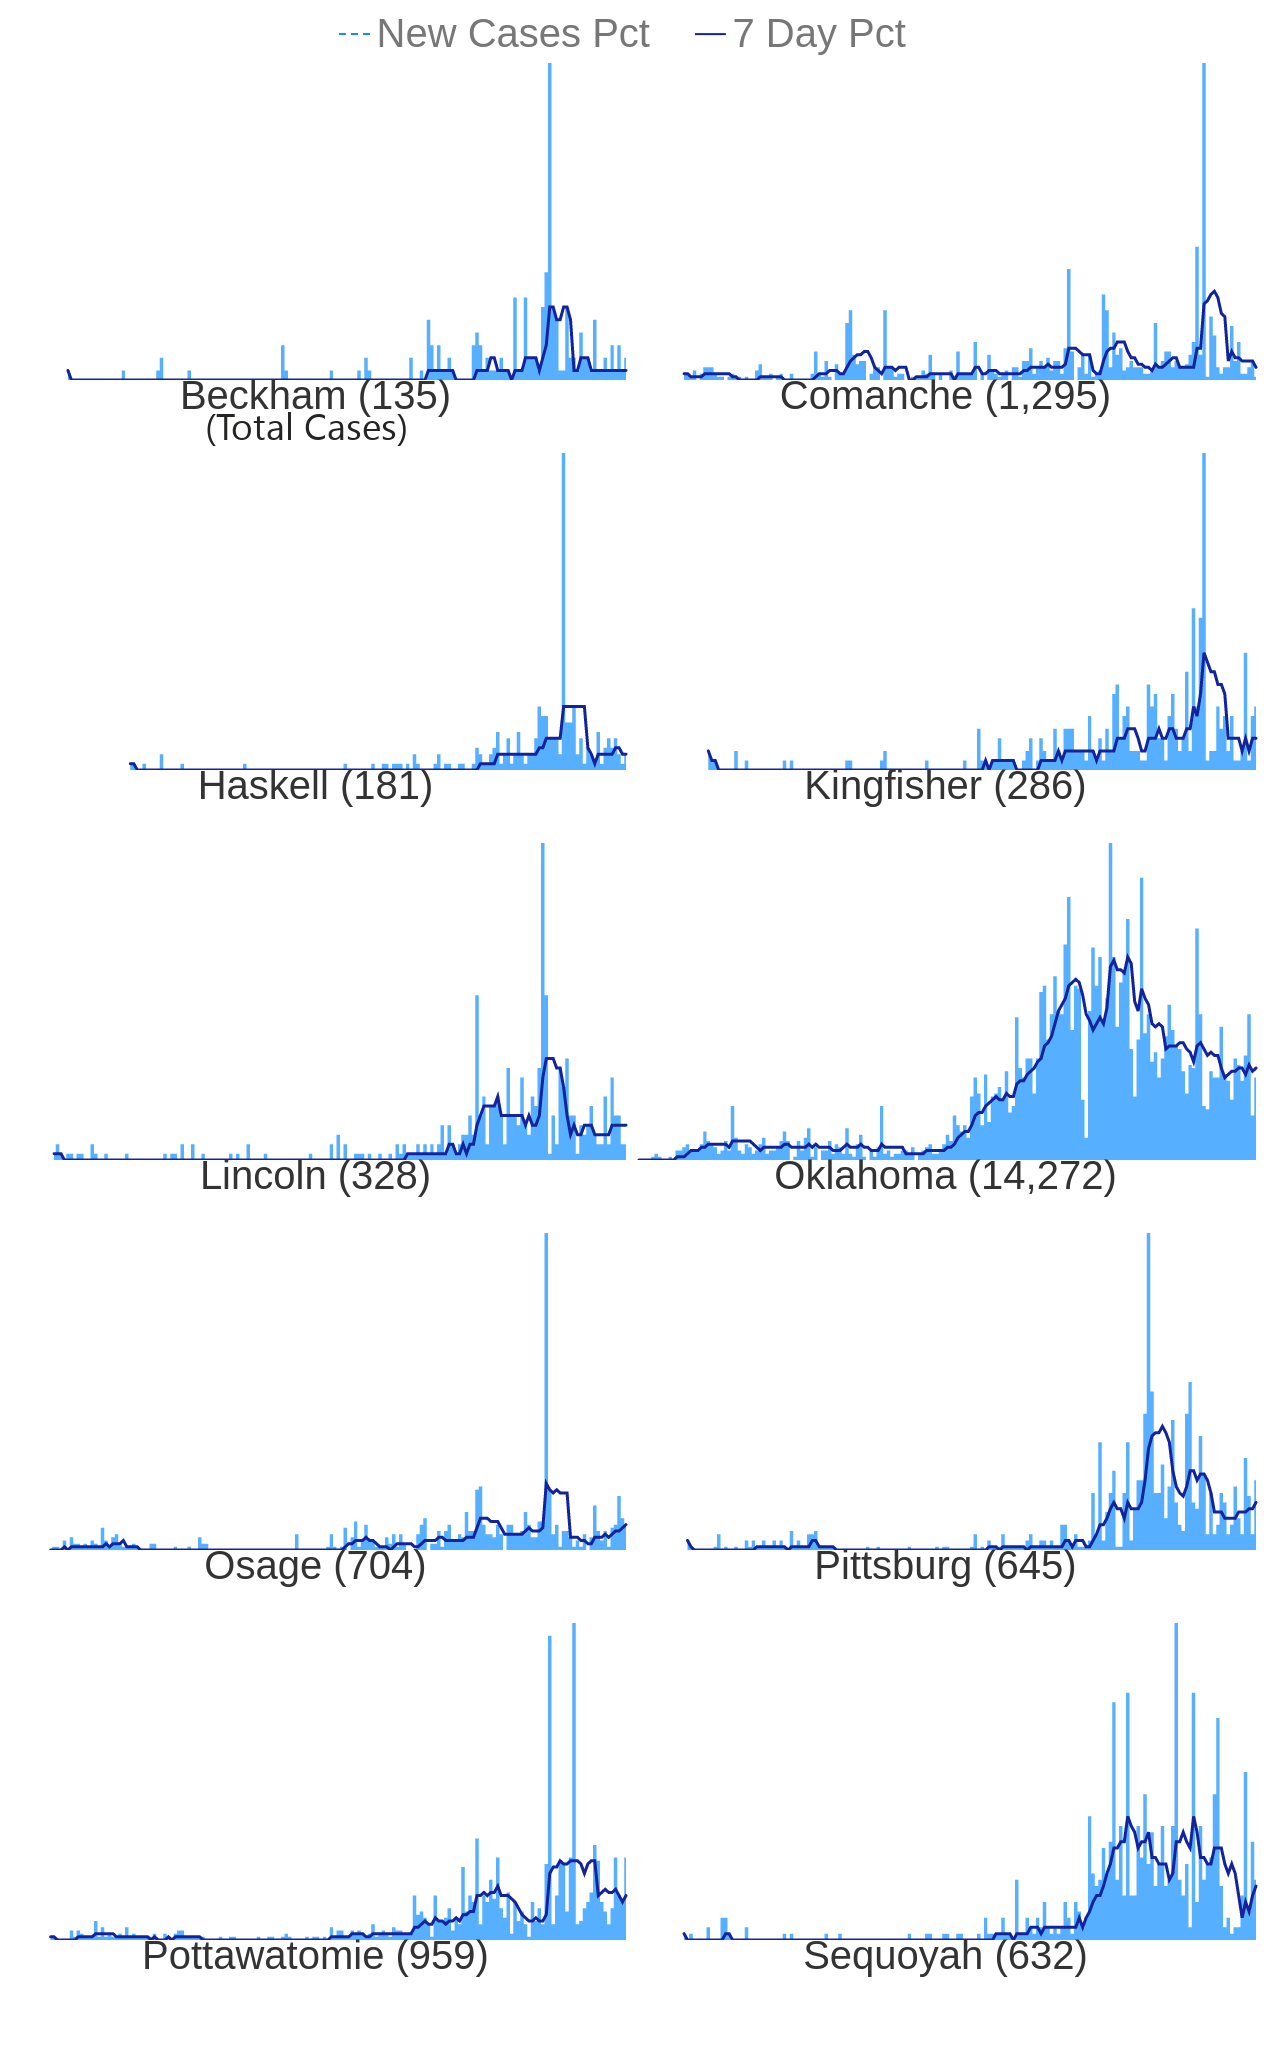 New Cases Pct 7 Day Pct
Beckham (135) Comanche (1,295)
(Total Cases)
Haskell (181) Kingfisher (286)
Lincoln (328) Oklahoma (14,272)
Osage (704) Pittsburg (645)
Pottawatomie (959) Sequoyah (632)